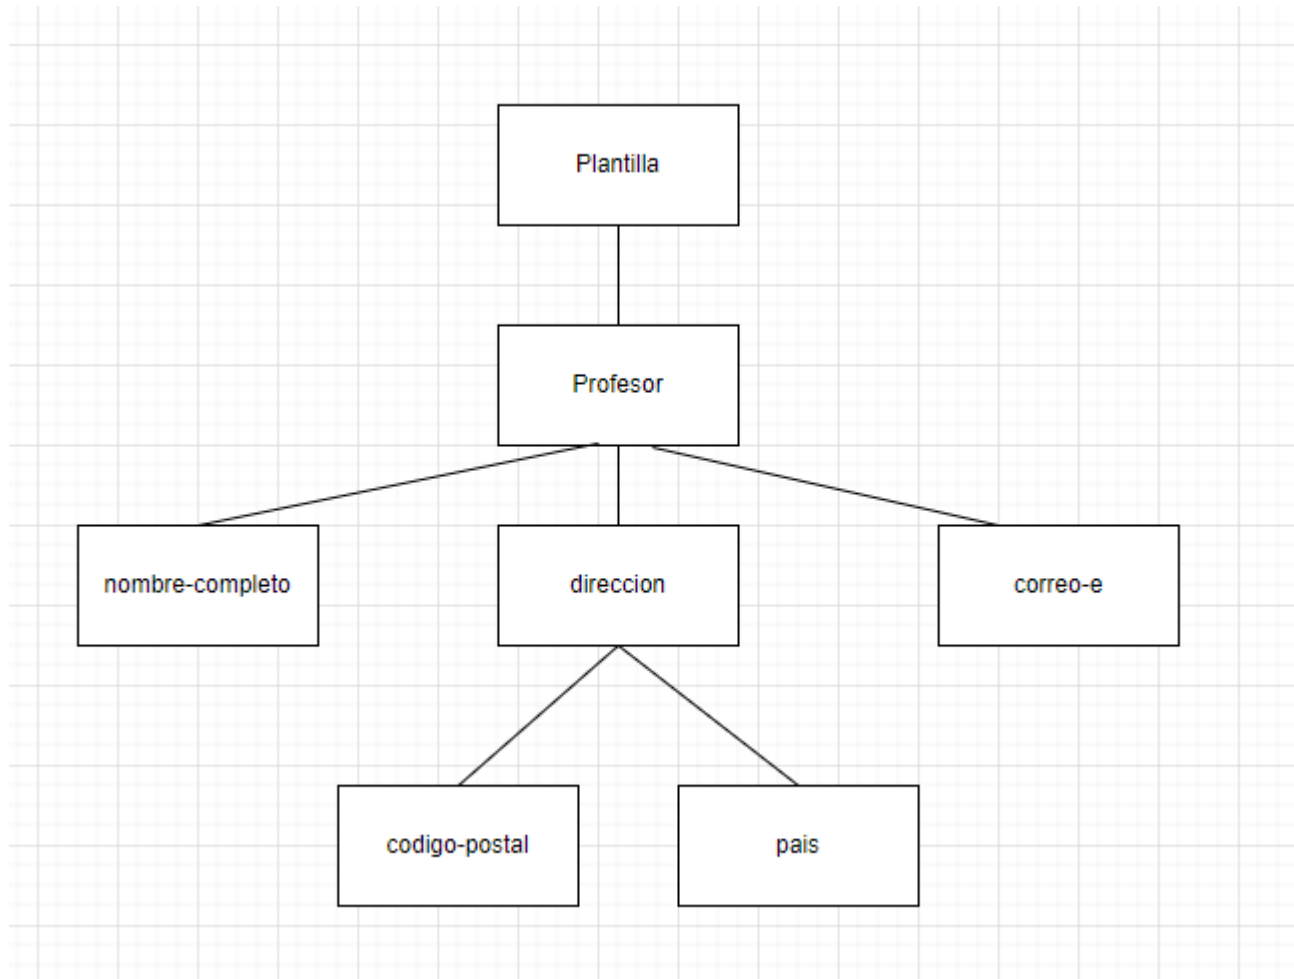 Plantilla
Profesor
nombre-completo
direccion
correo-e
codigo-postal
pais